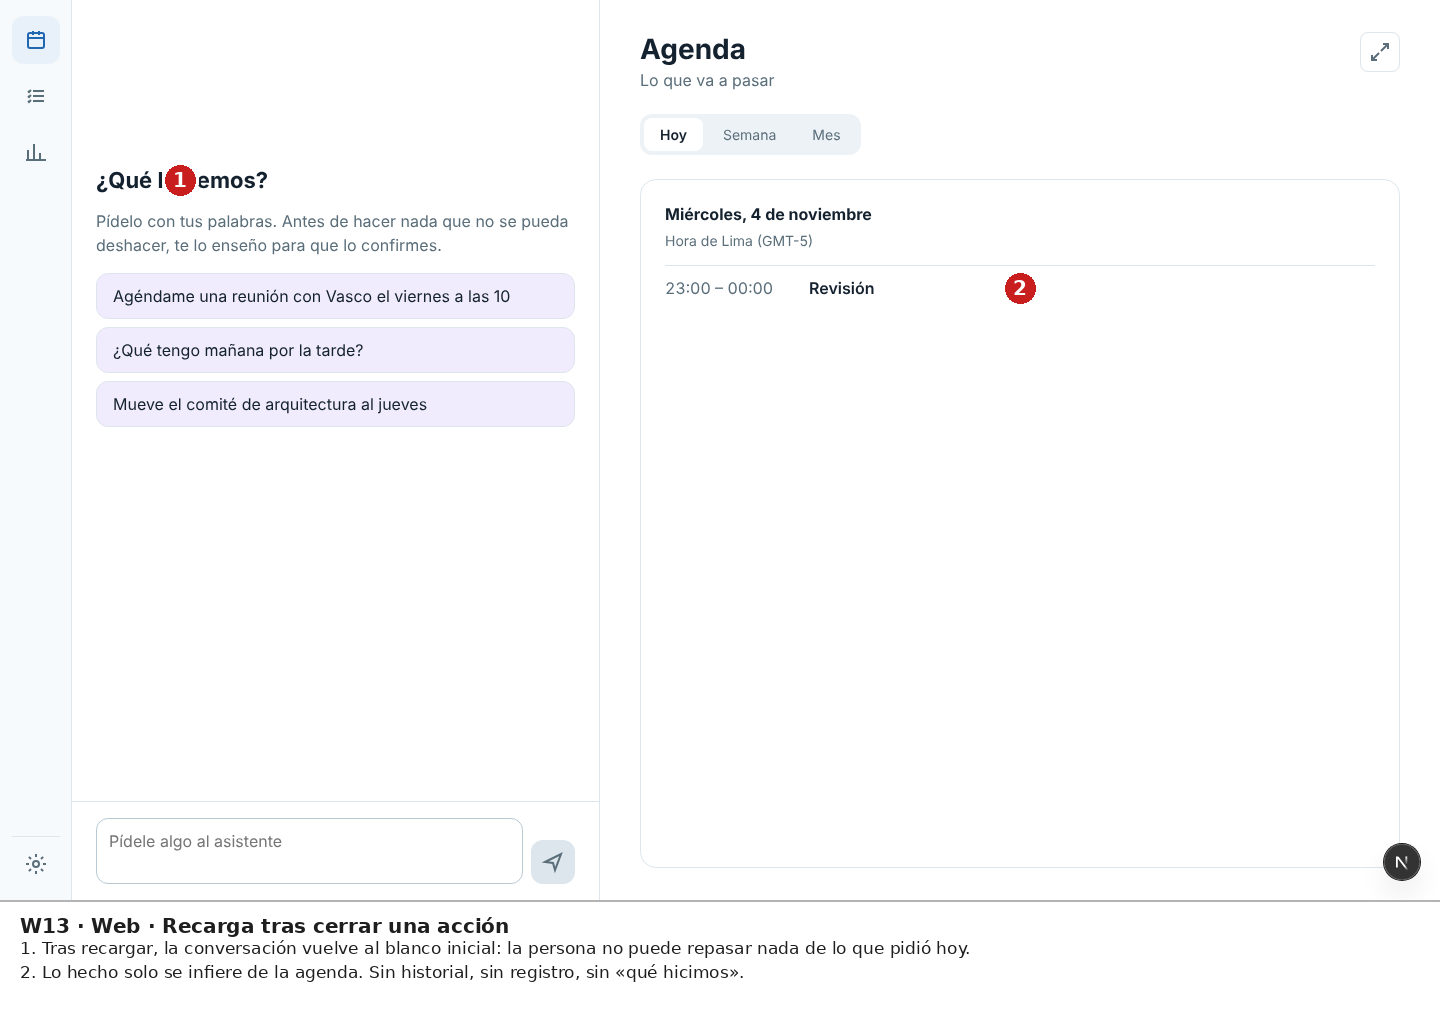 ¿Qué l 1 emos?
Pídelo con tus palabras. Antes de hacer nada que no se pueda
deshacer, te lo enseño para que lo confirmes.
Agéndame una reunión con Vasco el viernes a las 10
¿Qué tengo mañana por la tarde?
Mueve el comité de arquitectura al jueves
Pídele algo al asistente
Agenda
Lo que va a pasar
Hoy Semana Mes
Miércoles, 4 de noviembre
Hora de Lima (GMT-5)
23:00 – 00:00 Revisión 2
N
W13 · Web · Recarga tras cerrar una acción
1. Tras recargar, la conversación vuelve al blanco inicial: la persona no puede repasar nada de lo que pidió hoy.
2. Lo hecho solo se infiere de la agenda. Sin historial, sin registro, sin «qué hicimos».